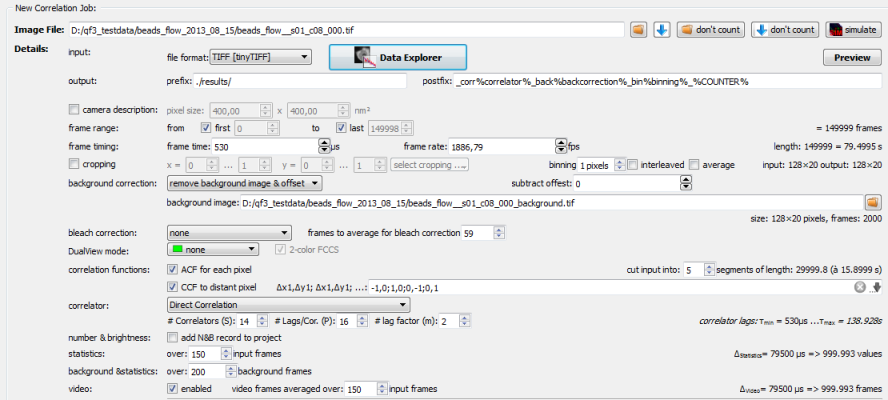 New Correlation Job:
Image File: D:/qf3_testdata/beads_flow_2013_08_15/beads_flow__s01_c08_000.tif don't count don't count simulate
Details: input: file format: TIFF [tinyTIFF] Data Explorer Preview
output: prefix: ./results/ postfix: _corr%correlator%_back%backcorrection%_bin%binning%_%COUNTER%
camera description: pixel size: 400,00 x 400,00 nm²
frame range: from first 0 to last 149998 = 149999 frames
frame timing: frame time: 530 µs frame rate: 1886,79 fps length: 149999 = 79.4995 s
cropping x = 0 ... 1 y = 0 ... 1 select cropping ... binning 1 pixels interleaved average input: 128×20 output: 128×20
background correction: remove background image & offset subtract offest: 0
background image: D:/qf3_testdata/beads_flow_2013_08_15/beads_flow__s01_c08_000_background.tif
size: 128×20 pixels, frames: 2000
bleach correction: none frames to average for bleach correction 59
DualView mode: none 2-color FCCS
correlation functions: ACF for each pixel cut input into: 5 segments of length: 29999.8 (à 15.8999 s)
CCF to distant pixel Δx1,Δy1; Δx1,Δy1; ...: -1,0;1,0;0,-1;0,1
correlator: Direct Correlation
# Correlators (S): 14 # Lags/Cor. (P): 16 # lag factor (m): 2 correlator lags: τmin = 530µs ...τmax = 138.928s
number & brightness: add N&B record to project
statistics: over: 150 input frames ΔStatistics= 79500 µs => 999.993 values
background &statistics: over: 200 background frames
video: enabled video frames averaged over: 150 input frames ΔVideo= 79500 µs => 999.993 frames